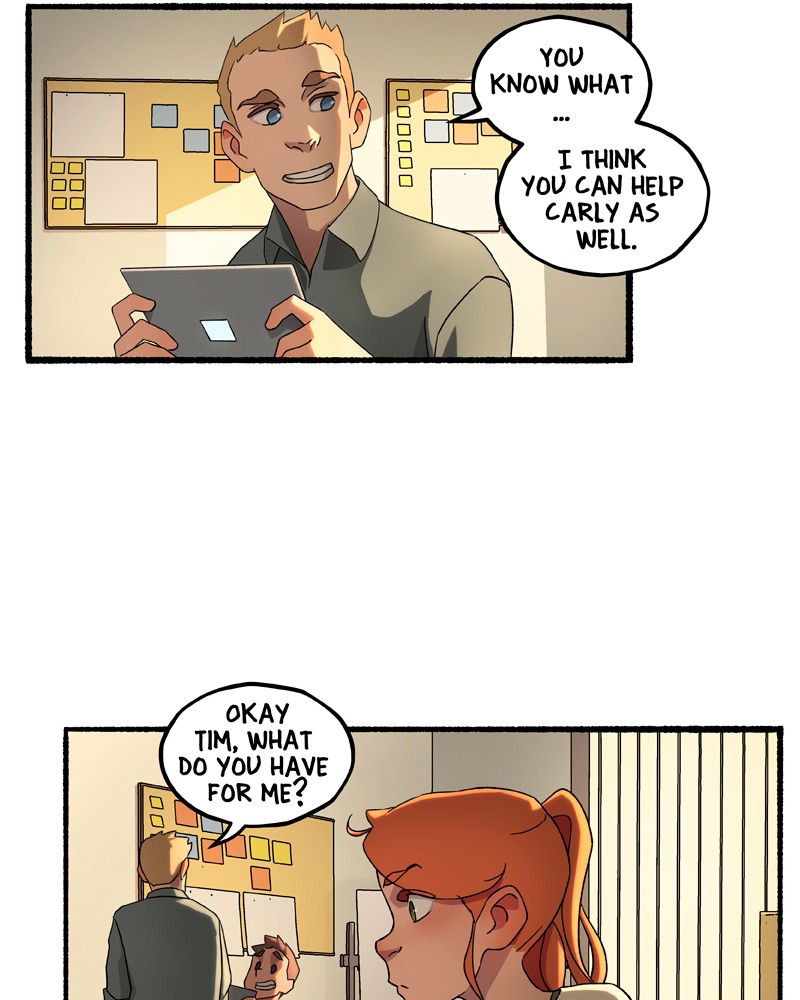 YOU
KNOW WHAT
...
I THINK
YOU CAN HELP
CARLY AS
WELL.
OKAY
TIM, WHAT
DO YOU HAVE
FOR ME?